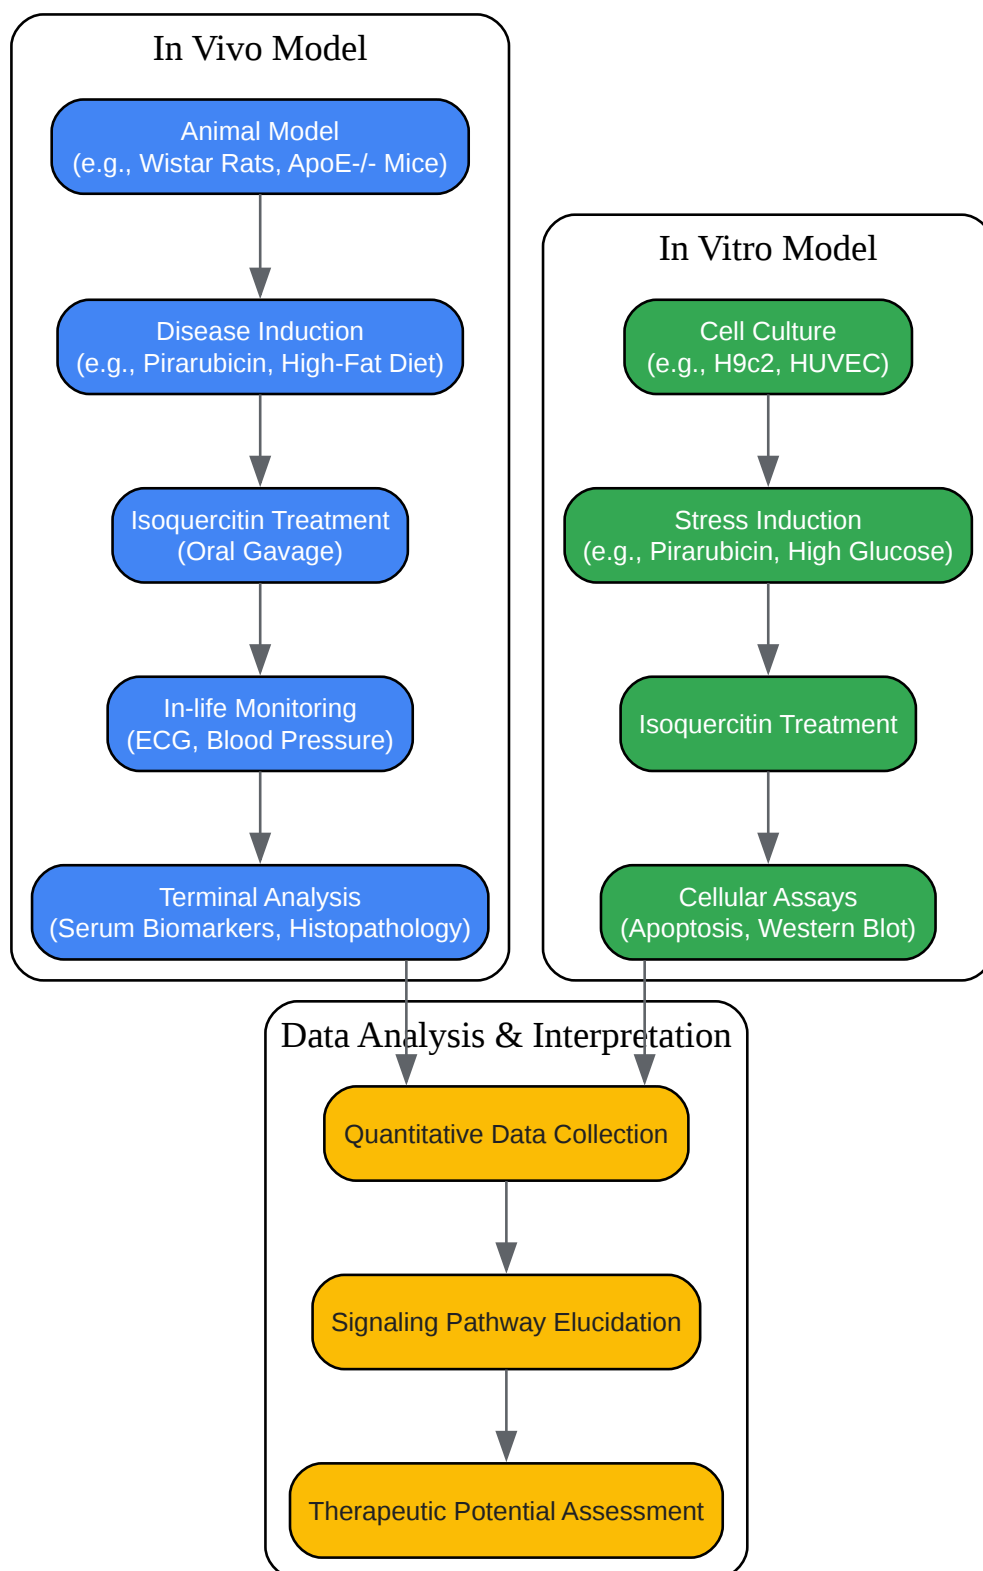 In Vivo Model
Animal Model
(e.g., Wistar Rats, ApoE-/- Mice)
Disease Induction
(e.g., Pirarubicin, High-Fat Diet)
Isoquercitin Treatment
(Oral Gavage)
In-life Monitoring
(ECG, Blood Pressure)
Terminal Analysis
(Serum Biomarkers, Histopathology)
In Vitro Model
Cell Culture
(e.g., H9c2, HUVEC)
Stress Induction
(e.g., Pirarubicin, High Glucose)
Isoquercitin Treatment
Cellular Assays
(Apoptosis, Western Blot)
Data Analysis & Interpretation
Quantitative Data Collection
Signaling Pathway Elucidation
Therapeutic Potential Assessment